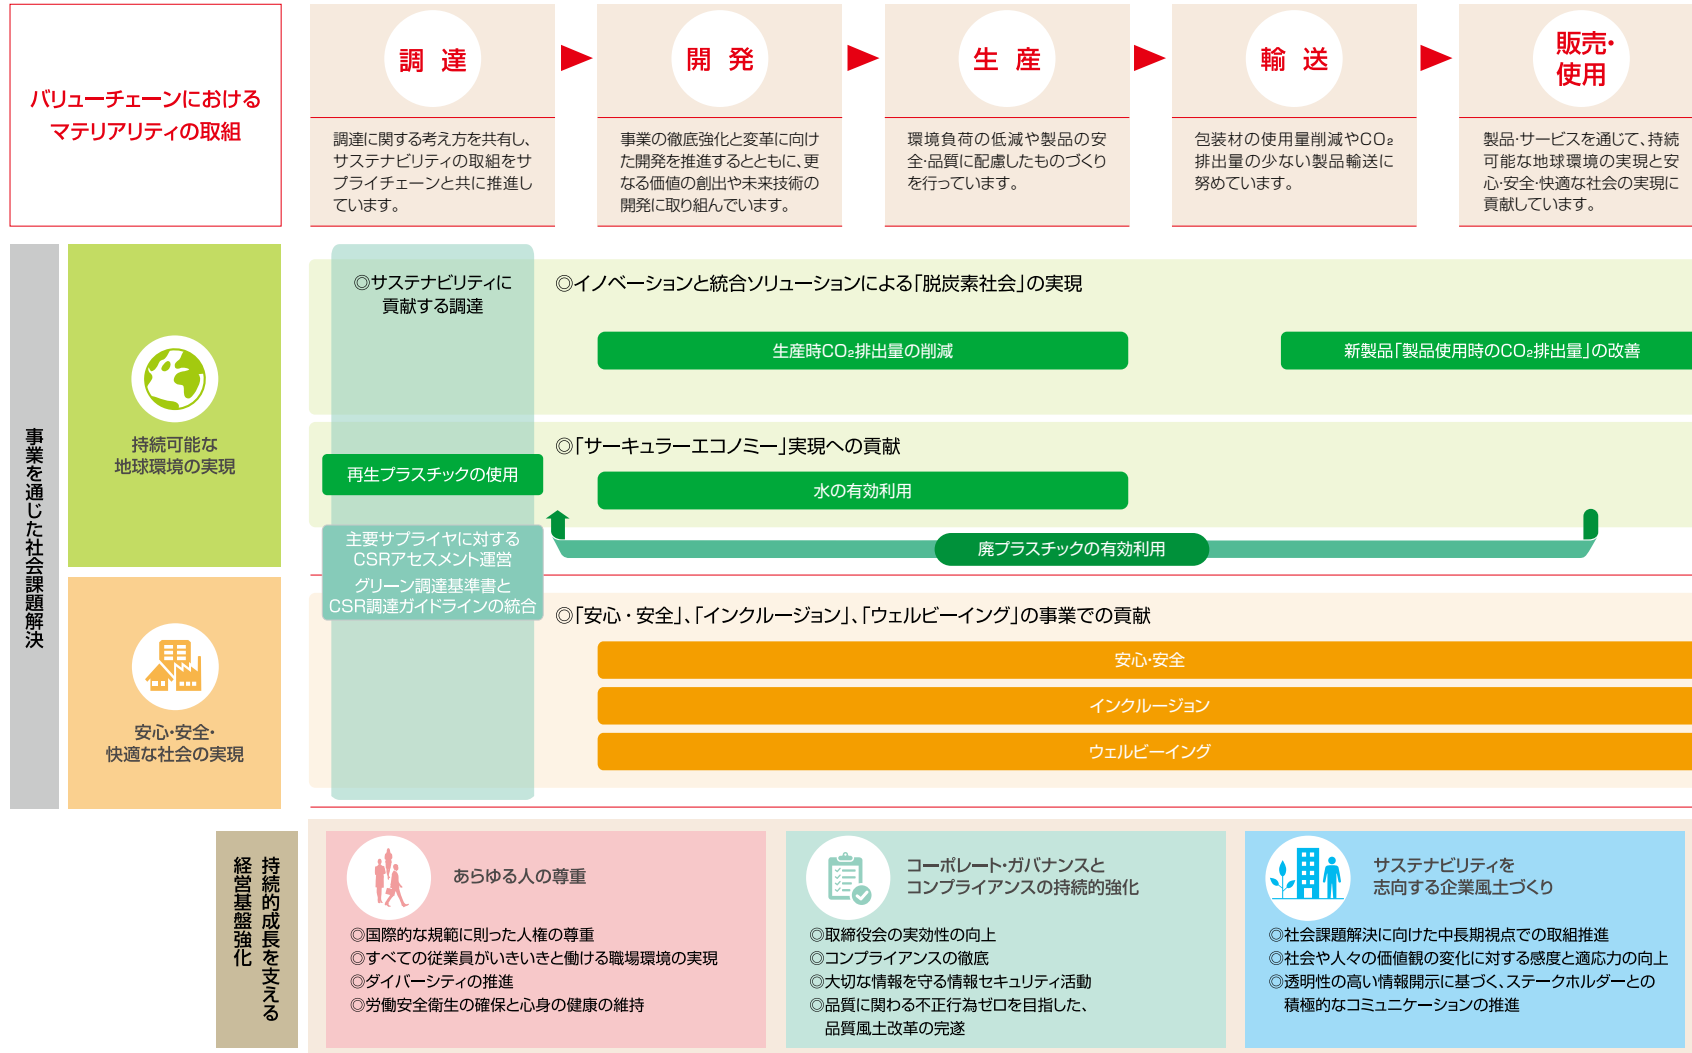 バリューチェーンにおける
マテリアリティの取組
調達
調達に関する考え方を共有し、
サステナビリティの取組をサ
プライチェーンと共に推進し
ています。
開発
事業の徹底強化と変革に向け
た開発を推進するとともに、更
なる価値の創出や未来技術の
開発に取り組んでいます。
生産
環境負荷の低減や製品の安
全・品質に配慮したものづくり
を行っています。
輸送
包装材の使用量削減やCO₂
排出量の少ない製品輸送に
努めています。
販売・
使用
製品・サービスを通じて、持続
可能な地球環境の実現と安
心・安全・快適な社会の実現に
貢献しています。
事業を通じた社会課題解決
持続可能な
地球環境の実現
◎サステナビリティに
貢献する調達
◎イノベーションと統合ソリューションによる「脱炭素社会」の実現
生産時CO₂排出量の削減
新製品「製品使用時のCO₂排出量」の改善
◎「サーキュラーエコノミー」実現への貢献
再生プラスチックの使用
水の有効利用
廃プラスチックの有効利用
主要サプライヤに対する
CSRアセスメント運営
グリーン調達基準書と
CSR調達ガイドラインの統合
安心・安全・
快適な社会の実現
◎「安心・安全」、「インクルージョン」、「ウェルビーイング」の事業での貢献
安心・安全
インクルージョン
ウェルビーイング
持続的成長を支える
経営基盤強化
あらゆる人の尊重
◎国際的な規範に則った人権の尊重
◎すべての従業員がいきいきと働ける職場環境の実現
◎ダイバーシティの推進
◎労働安全衛生の確保と心身の健康の維持
コーポレート・ガバナンスと
コンプライアンスの持続的強化
◎取締役会の実効性の向上
◎コンプライアンスの徹底
◎大切な情報を守る情報セキュリティ活動
◎品質に関わる不正行為ゼロを目指した、
品質風土改革の完遂
サステナビリティを
志向する企業風土づくり
◎社会課題解決に向けた中長期視点での取組推進
◎社会や人々の価値観の変化に対する感度と適応力の向上
◎透明性の高い情報開示に基づく、ステークホルダーとの
積極的なコミュニケーションの推進